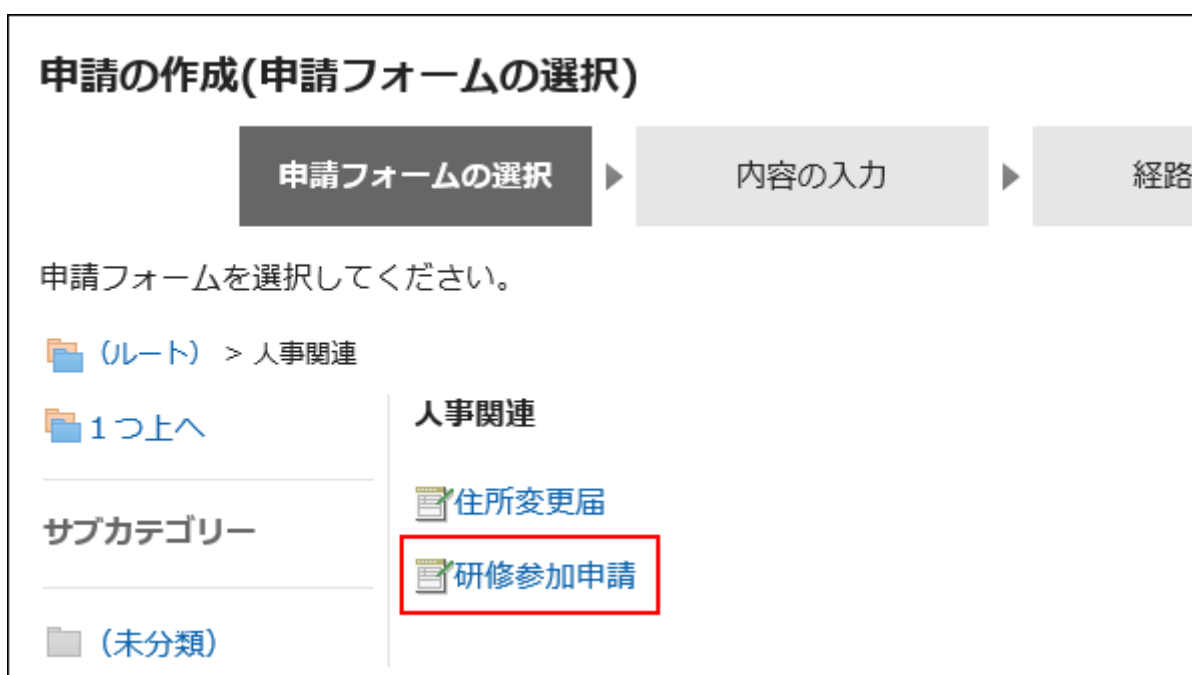 申請の作成(申請フォームの選択)
申請フォームの選択
内容の入力
経路
申請フォームを選択してください。
(ルート) > 人事関連
1つ上へ
人事関連
住所変更届
サブカテゴリー
研修参加申請
(未分類)